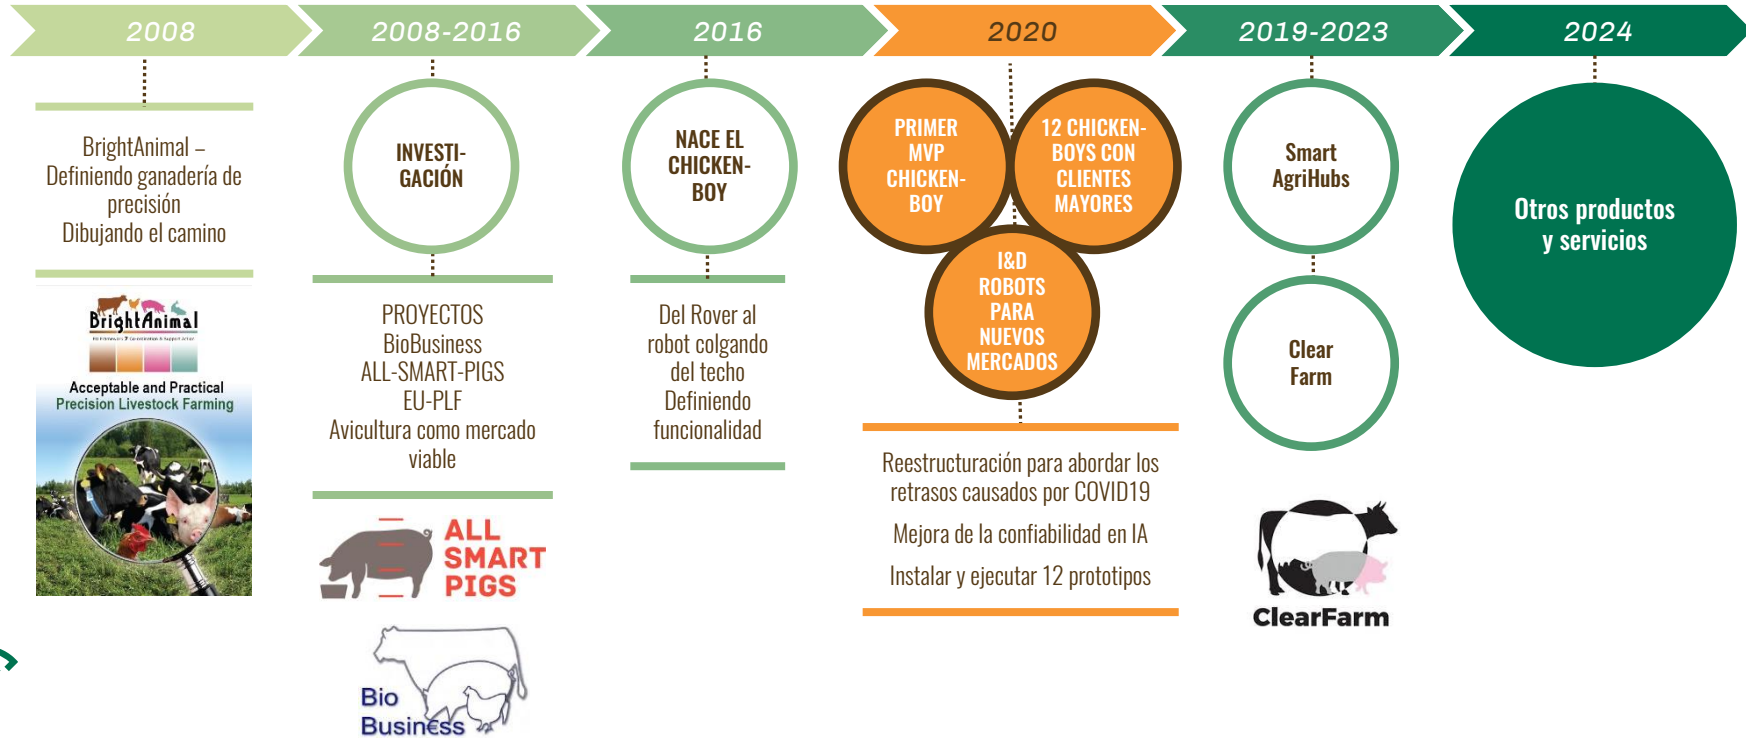 2008
2008-2016
2016
2020
2019-2023
2024
BrightAnimal –
Definiendo ganadería de
precisión
Dibujando el camino
BrightAnimal
Acceptable and Practical
Precision Livestock Farming
INVESTI-
GACIÓN
PROYECTOS
BioBusiness
ALL-SMART-PIGS
EU-PLF
Avicultura como mercado
viable
ALL
SMART
PIGS
Bio
Busin€ss
NACE EL
CHICKEN-
BOY
Del Rover al
robot colgando
del techo
Definiendo
funcionalidad
PRIMER
MVP
CHICKEN-
BOY
12 CHICKEN-
BOYS CON
CLIENTES
MAYORES
I&D
ROBOTS
PARA
NUEVOS
MERCADOS
Reestructuración para abordar los
retrasos causados por COVID19
Mejora de la confiabilidad en IA
Instalar y ejecutar 12 prototipos
Smart
AgriHubs
Clear
Farm
ClearFarm
Otros productos
y servicios